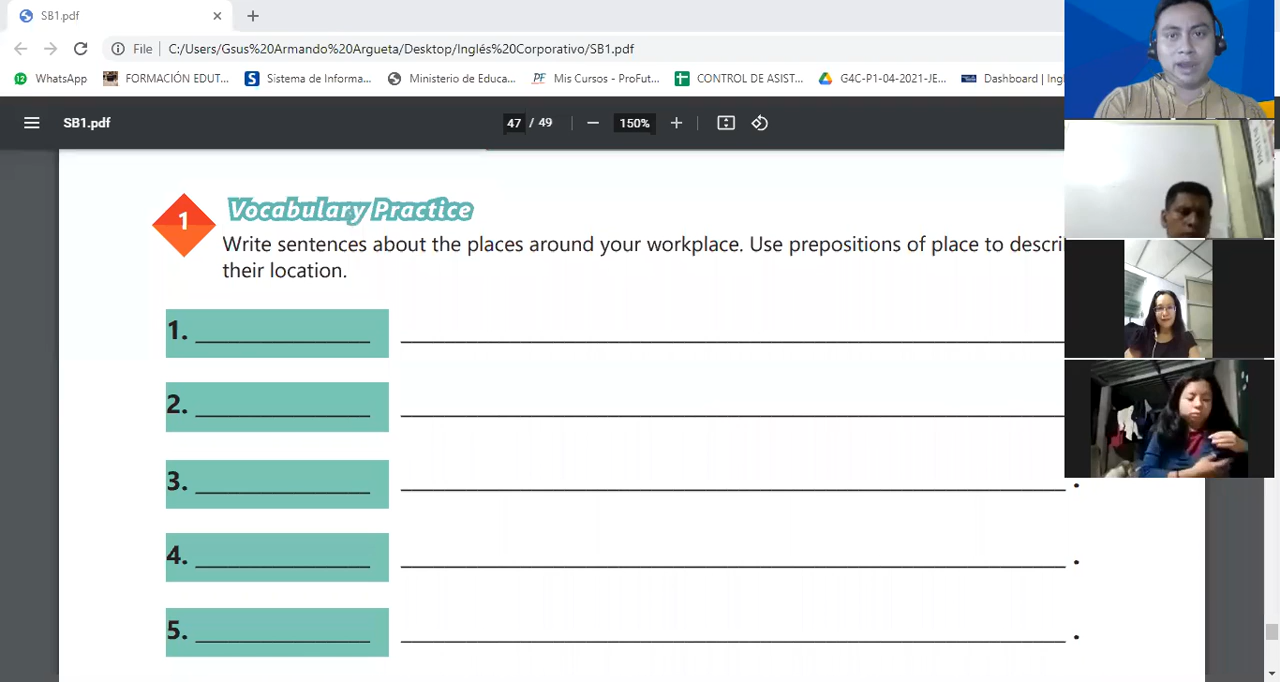 SB1.pdf
File C:/Users/Gsus%20Armando%20Argueta/Desktop/Inglés%20Corporativo/SB1.pdf
12 WhatsApp FORMACIÓN EDUT... S Sistema de Informa... Ministerio de Educa... PF Mis Cursos - ProFut... CONTROL DE ASIST... G4C-P1-04-2021-JE... Dashboard | Ingl
SB1.pdf 47 / 49 150%
1 Vocabulary Practice
Write sentences about the places around your workplace. Use prepositions of place to descri
their location.
1. 
2. 
3. .
4. .
5. .